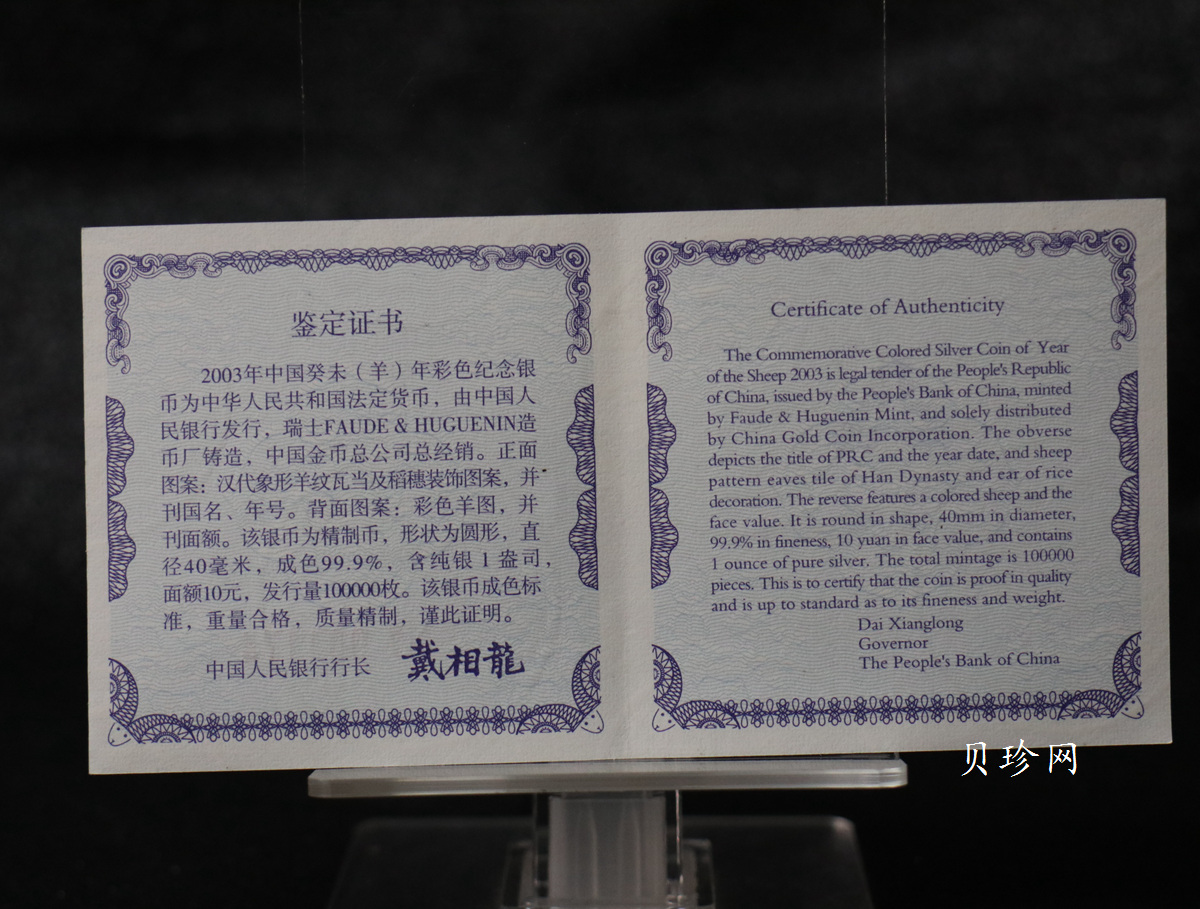 鉴定证书
2003年中国癸未（羊）年彩色纪念银
币为中华人民共和国法定货币，由中国人
民银行发行，瑞士FAUDE & HUGUENIN造
币厂铸造，中国金币总公司总经销。正面
图案：汉代象形羊纹瓦当及稻穗装饰图案，并
刊国名、年号。背面图案：彩色羊图，并
刊面额。该银币为精制币，形状为圆形，直
径40毫米，成色99.9%，含纯银1盎司，
面额10元，发行量100000枚。该银币成色标
准，重量合格，质量精制，谨此证明。
中国人民银行行长 戴相龍
Certificate of Authenticity
The Commemorative Colored Silver Coin of Year
of the Sheep 2003 is legal tender of the People's Republic
of China, issued by the People's Bank of China, minted
by Faude & Huguenin Mint, and solely distributed
by China Gold Coin Incorporation. The obverse
depicts the title of PRC and the year date, and sheep
pattern eaves tile of Han Dynasty and ear of rice
decoration. The reverse features a colored sheep and the
face value. It is round in shape, 40mm in diameter,
99.9% in fineness, 10 yuan in face value, and contains
1 ounce of pure silver. The total mintage is 100000
pieces. This is to certify that the coin is proof in quality
and is up to standard as to its fineness and weight.
Dai Xianglong
Governor
The People's Bank of China
贝珍网